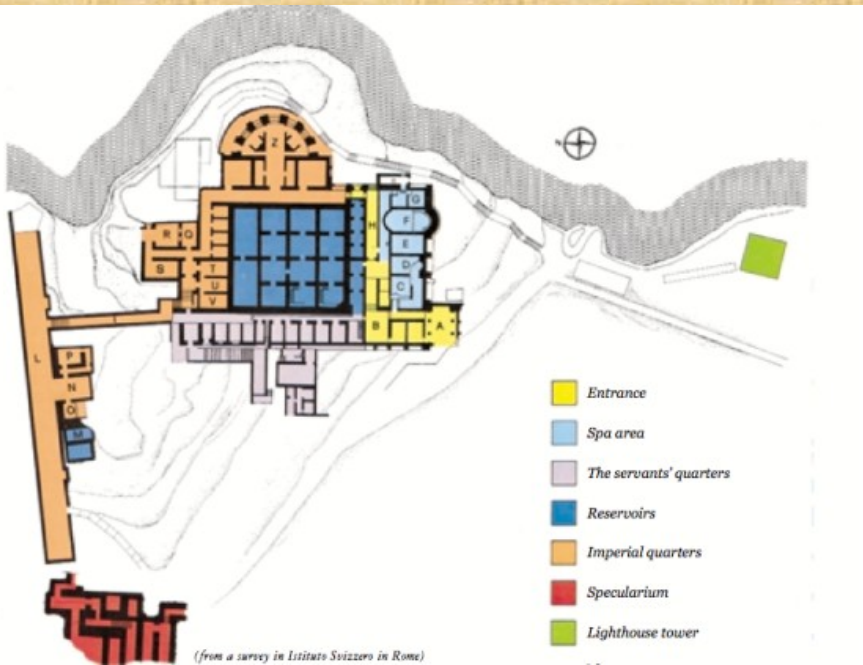 Z
N
G
R Q
H
F
E
S
T
D
U
C
V
B
A
L
P
N
O
M
Entrance
Spa area
The servants' quarters
Reservoirs
Imperial quarters
Specularium
Lighthouse tower
(from a survey in Istituto Svizzero in Rome)